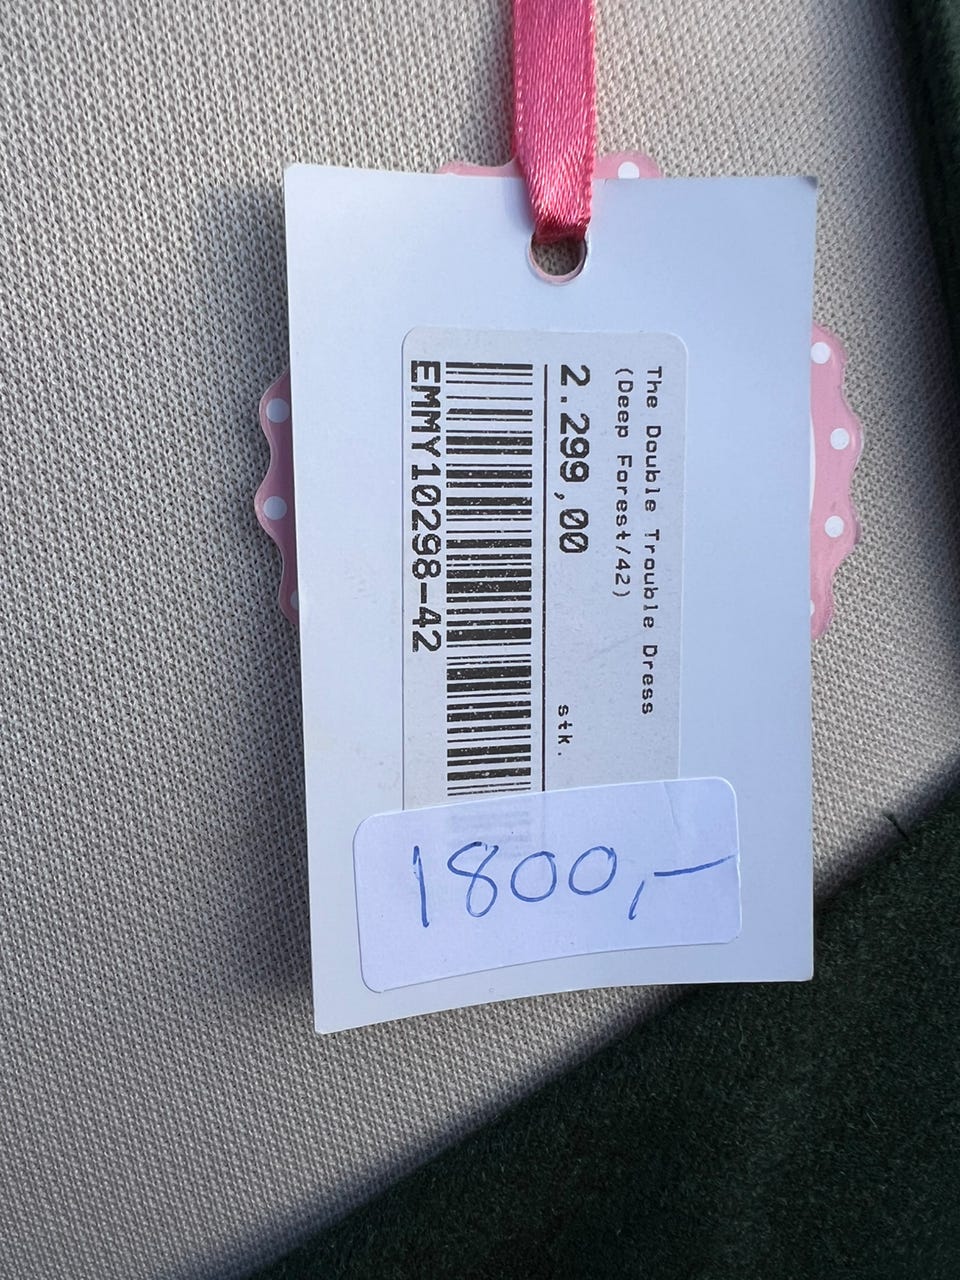 The Double Trouble Dress
(Deep Forest/42)
2.299,00 stk.
EMMY10298-42
1800,-